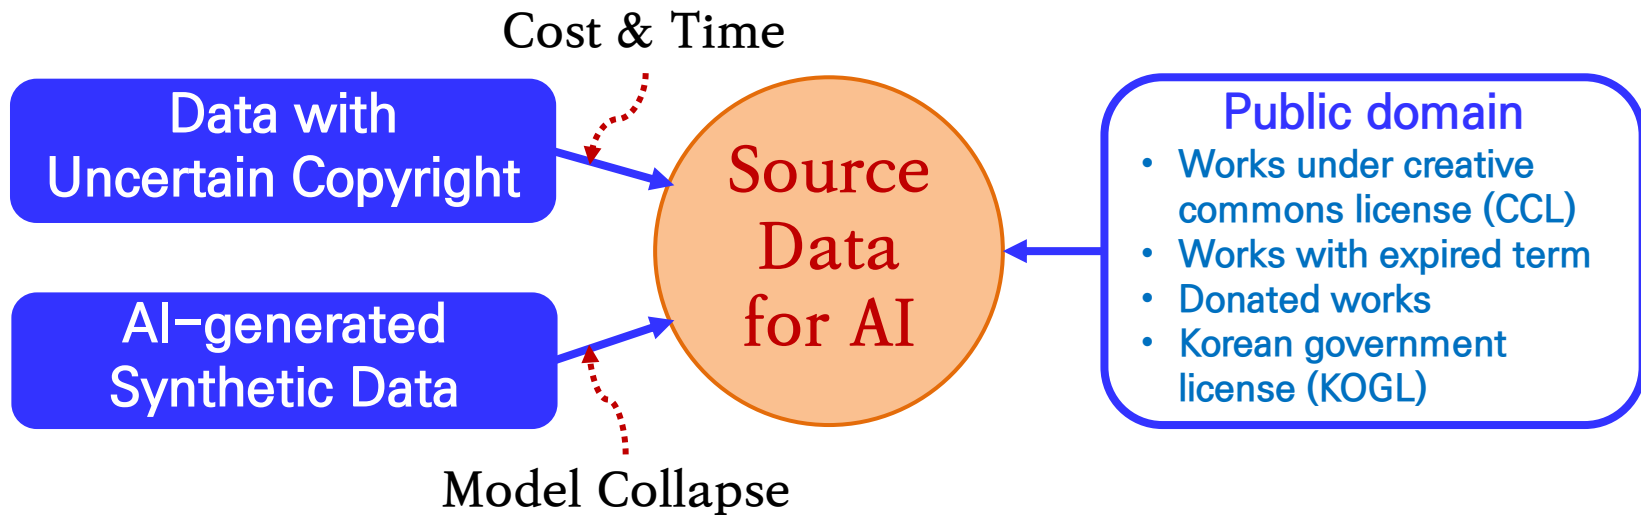 Cost & Time
Data with
Uncertain Copyright
AI-generated
Synthetic Data
Model Collapse
Source
Data
for AI
Public domain
• Works under creative
commons license (CCL)
• Works with expired term
• Donated works
• Korean government
license (KOGL)